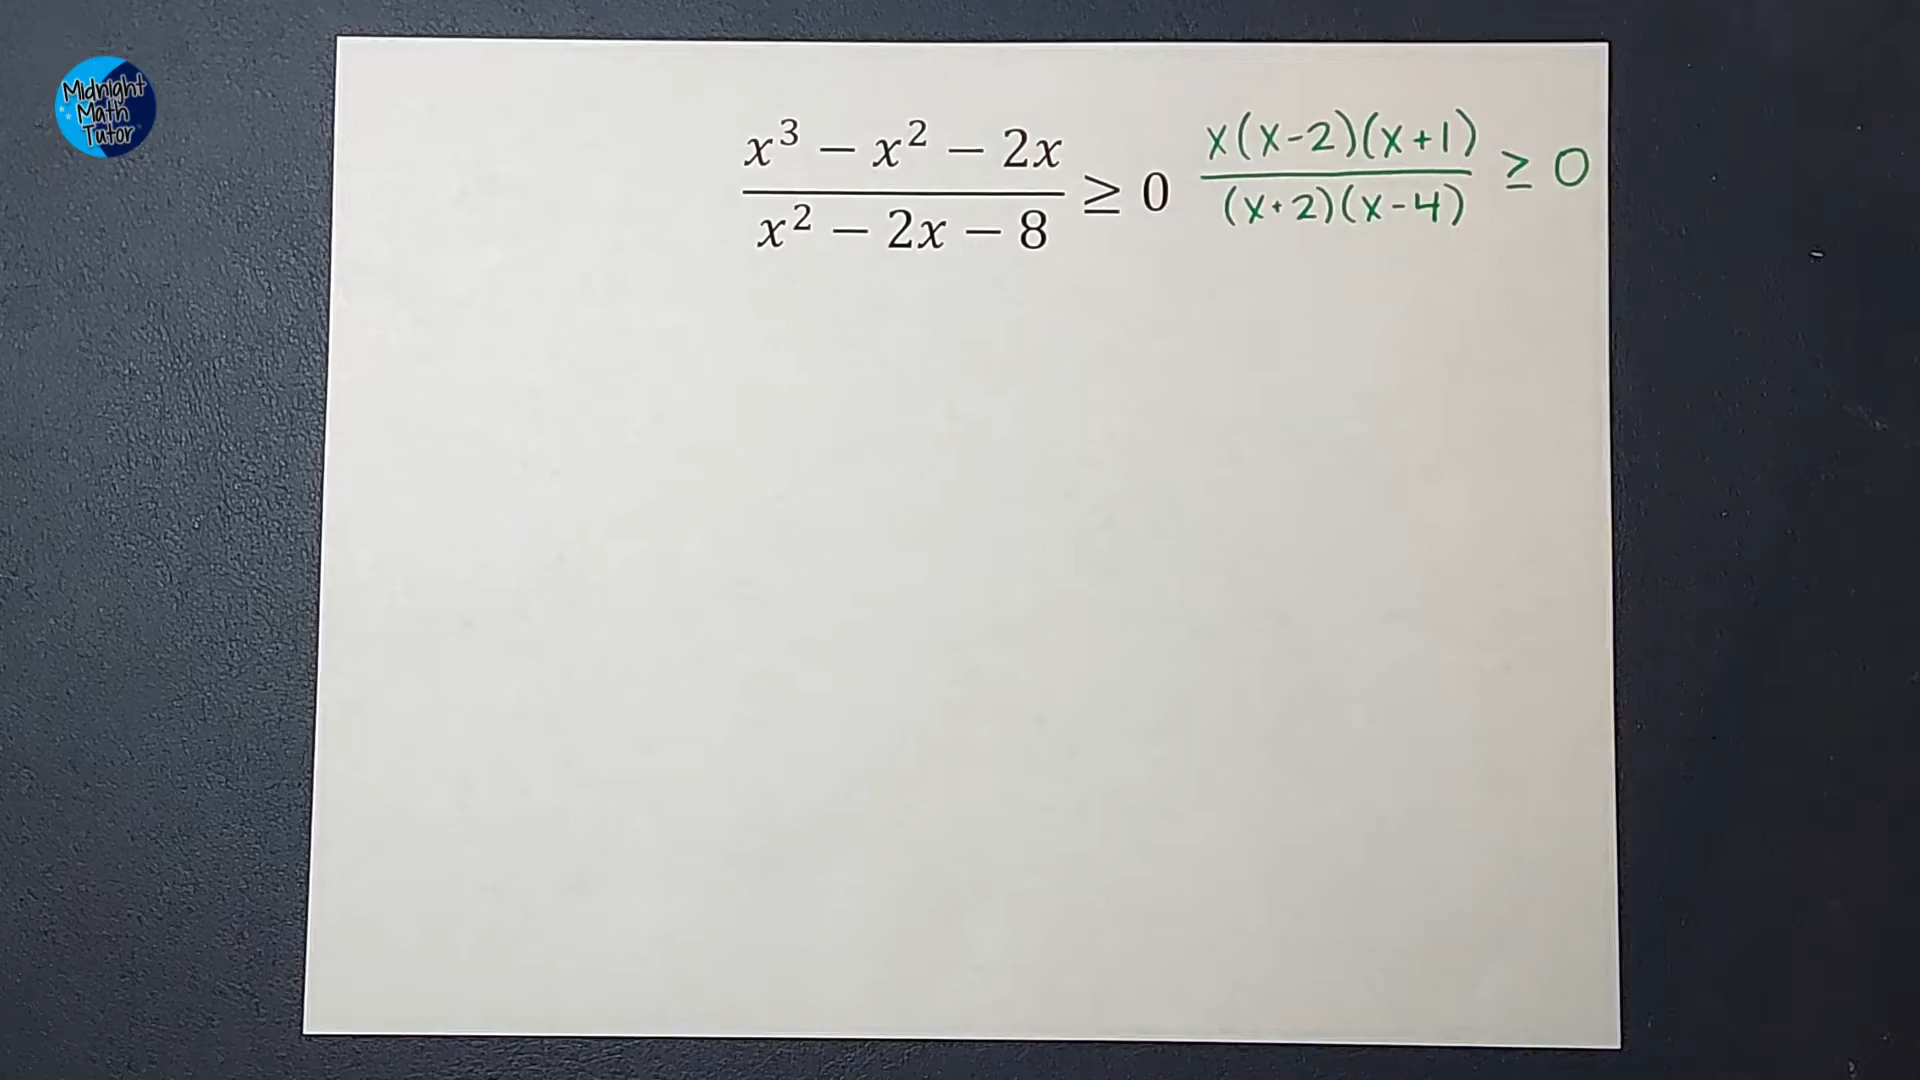 Midnight
Math
Tutor
x³ − x² − 2x
x² − 2x − 8
≥ 0
x(x-2)(x+1)
(x+2)(x-4)
≥ 0